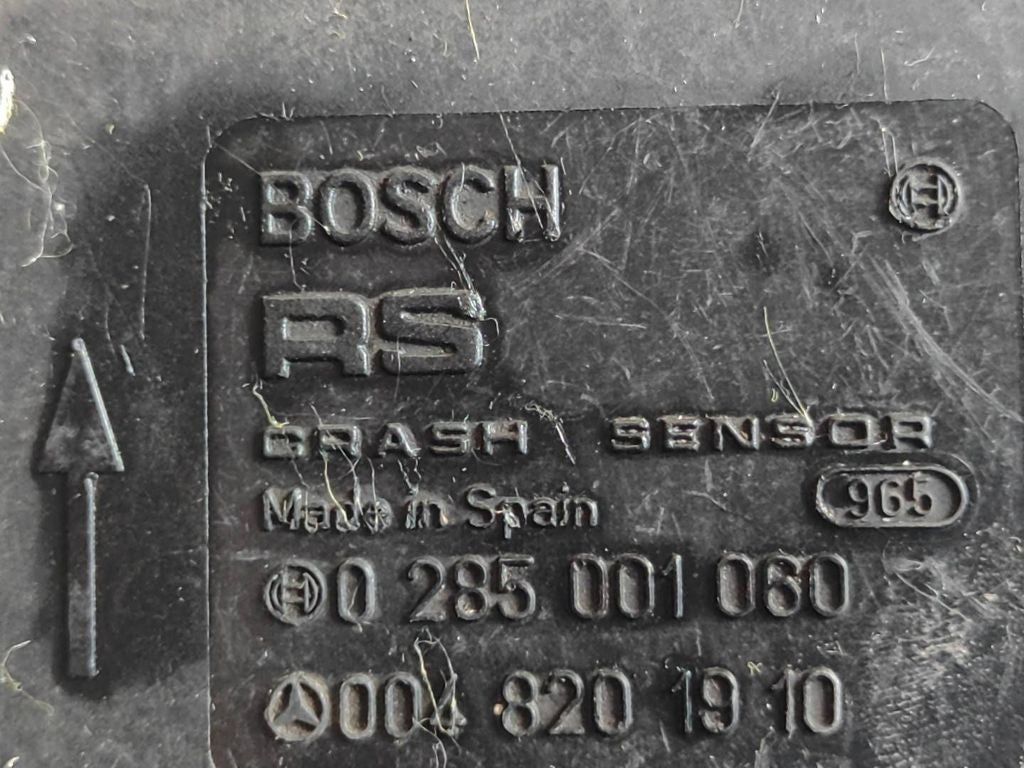 BOSCH
RS
CRASH SENSOR
Made in Spain
965
0 285 001 060
004 820 19 10